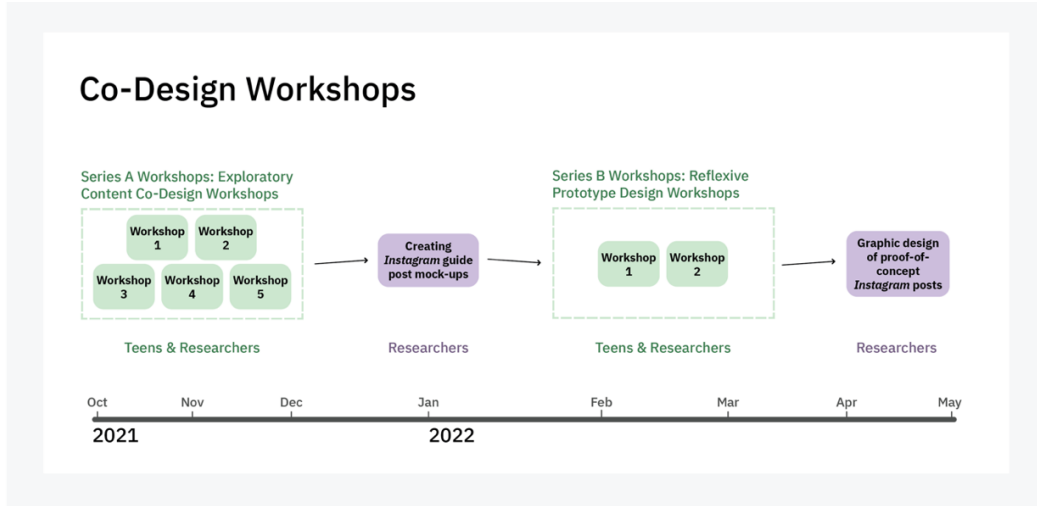 Co-Design Workshops
Series A Workshops: Exploratory
Content Co-Design Workshops
Workshop
1
Workshop
2
Workshop
3
Workshop
4
Workshop
5
Teens & Researchers
Creating
Instagram guide
post mock-ups
Researchers
Series B Workshops: Reflexive
Prototype Design Workshops
Workshop
1
Workshop
2
Teens & Researchers
Graphic design
of proof-of-
concept
Instagram posts
Researchers
Oct
Nov
Dec
Jan
Feb
Mar
Apr
May
2021
2022